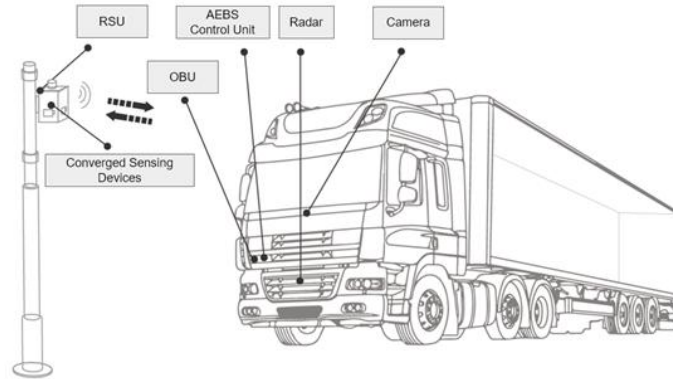 RSU
AEBS
Control Unit
Radar
Camera
OBU
Converged Sensing
Devices